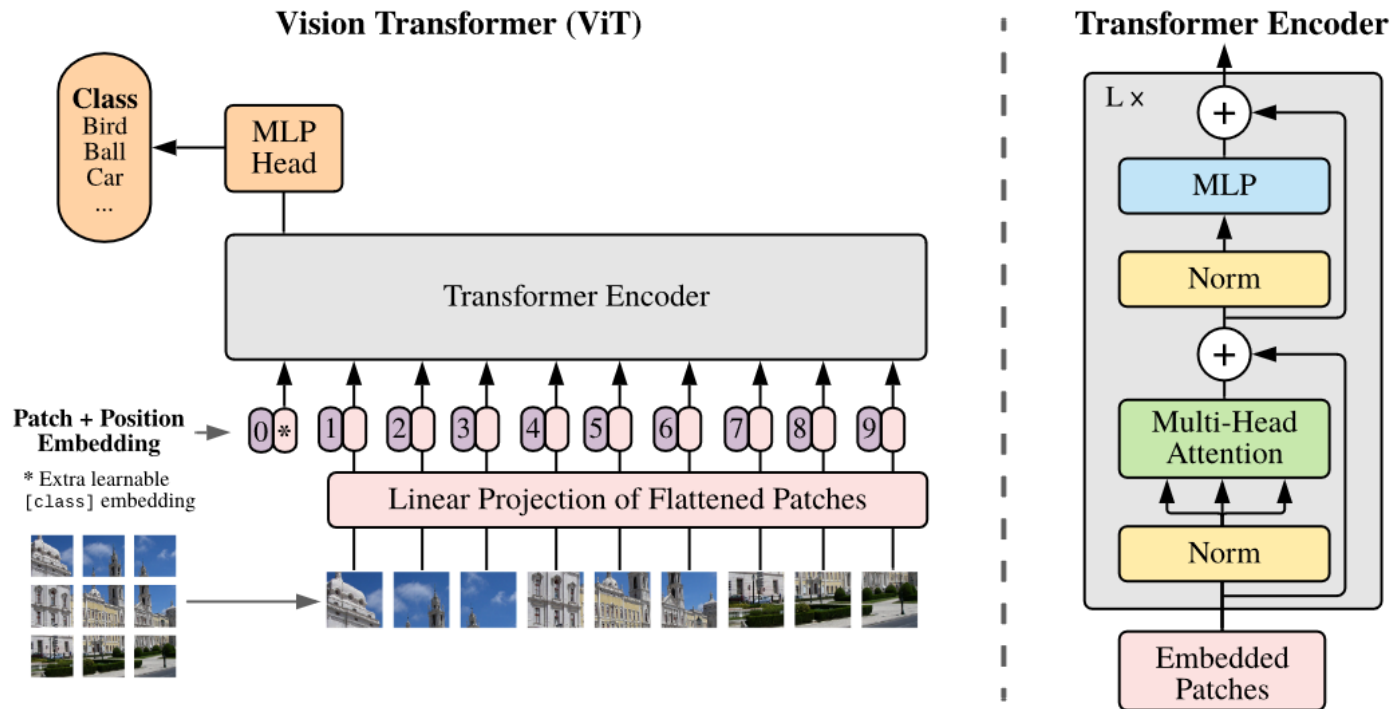 Vision Transformer (ViT)
Class
Bird
Ball
Car
...
MLP
Head
Transformer Encoder
Patch + Position
Embedding
* Extra learnable
[class] embedding
0 * 1 2 3 4 5 6 7 8 9
Linear Projection of Flattened Patches
Transformer Encoder
L ×
+
MLP
Norm
+
Multi-Head
Attention
Norm
Embedded
Patches